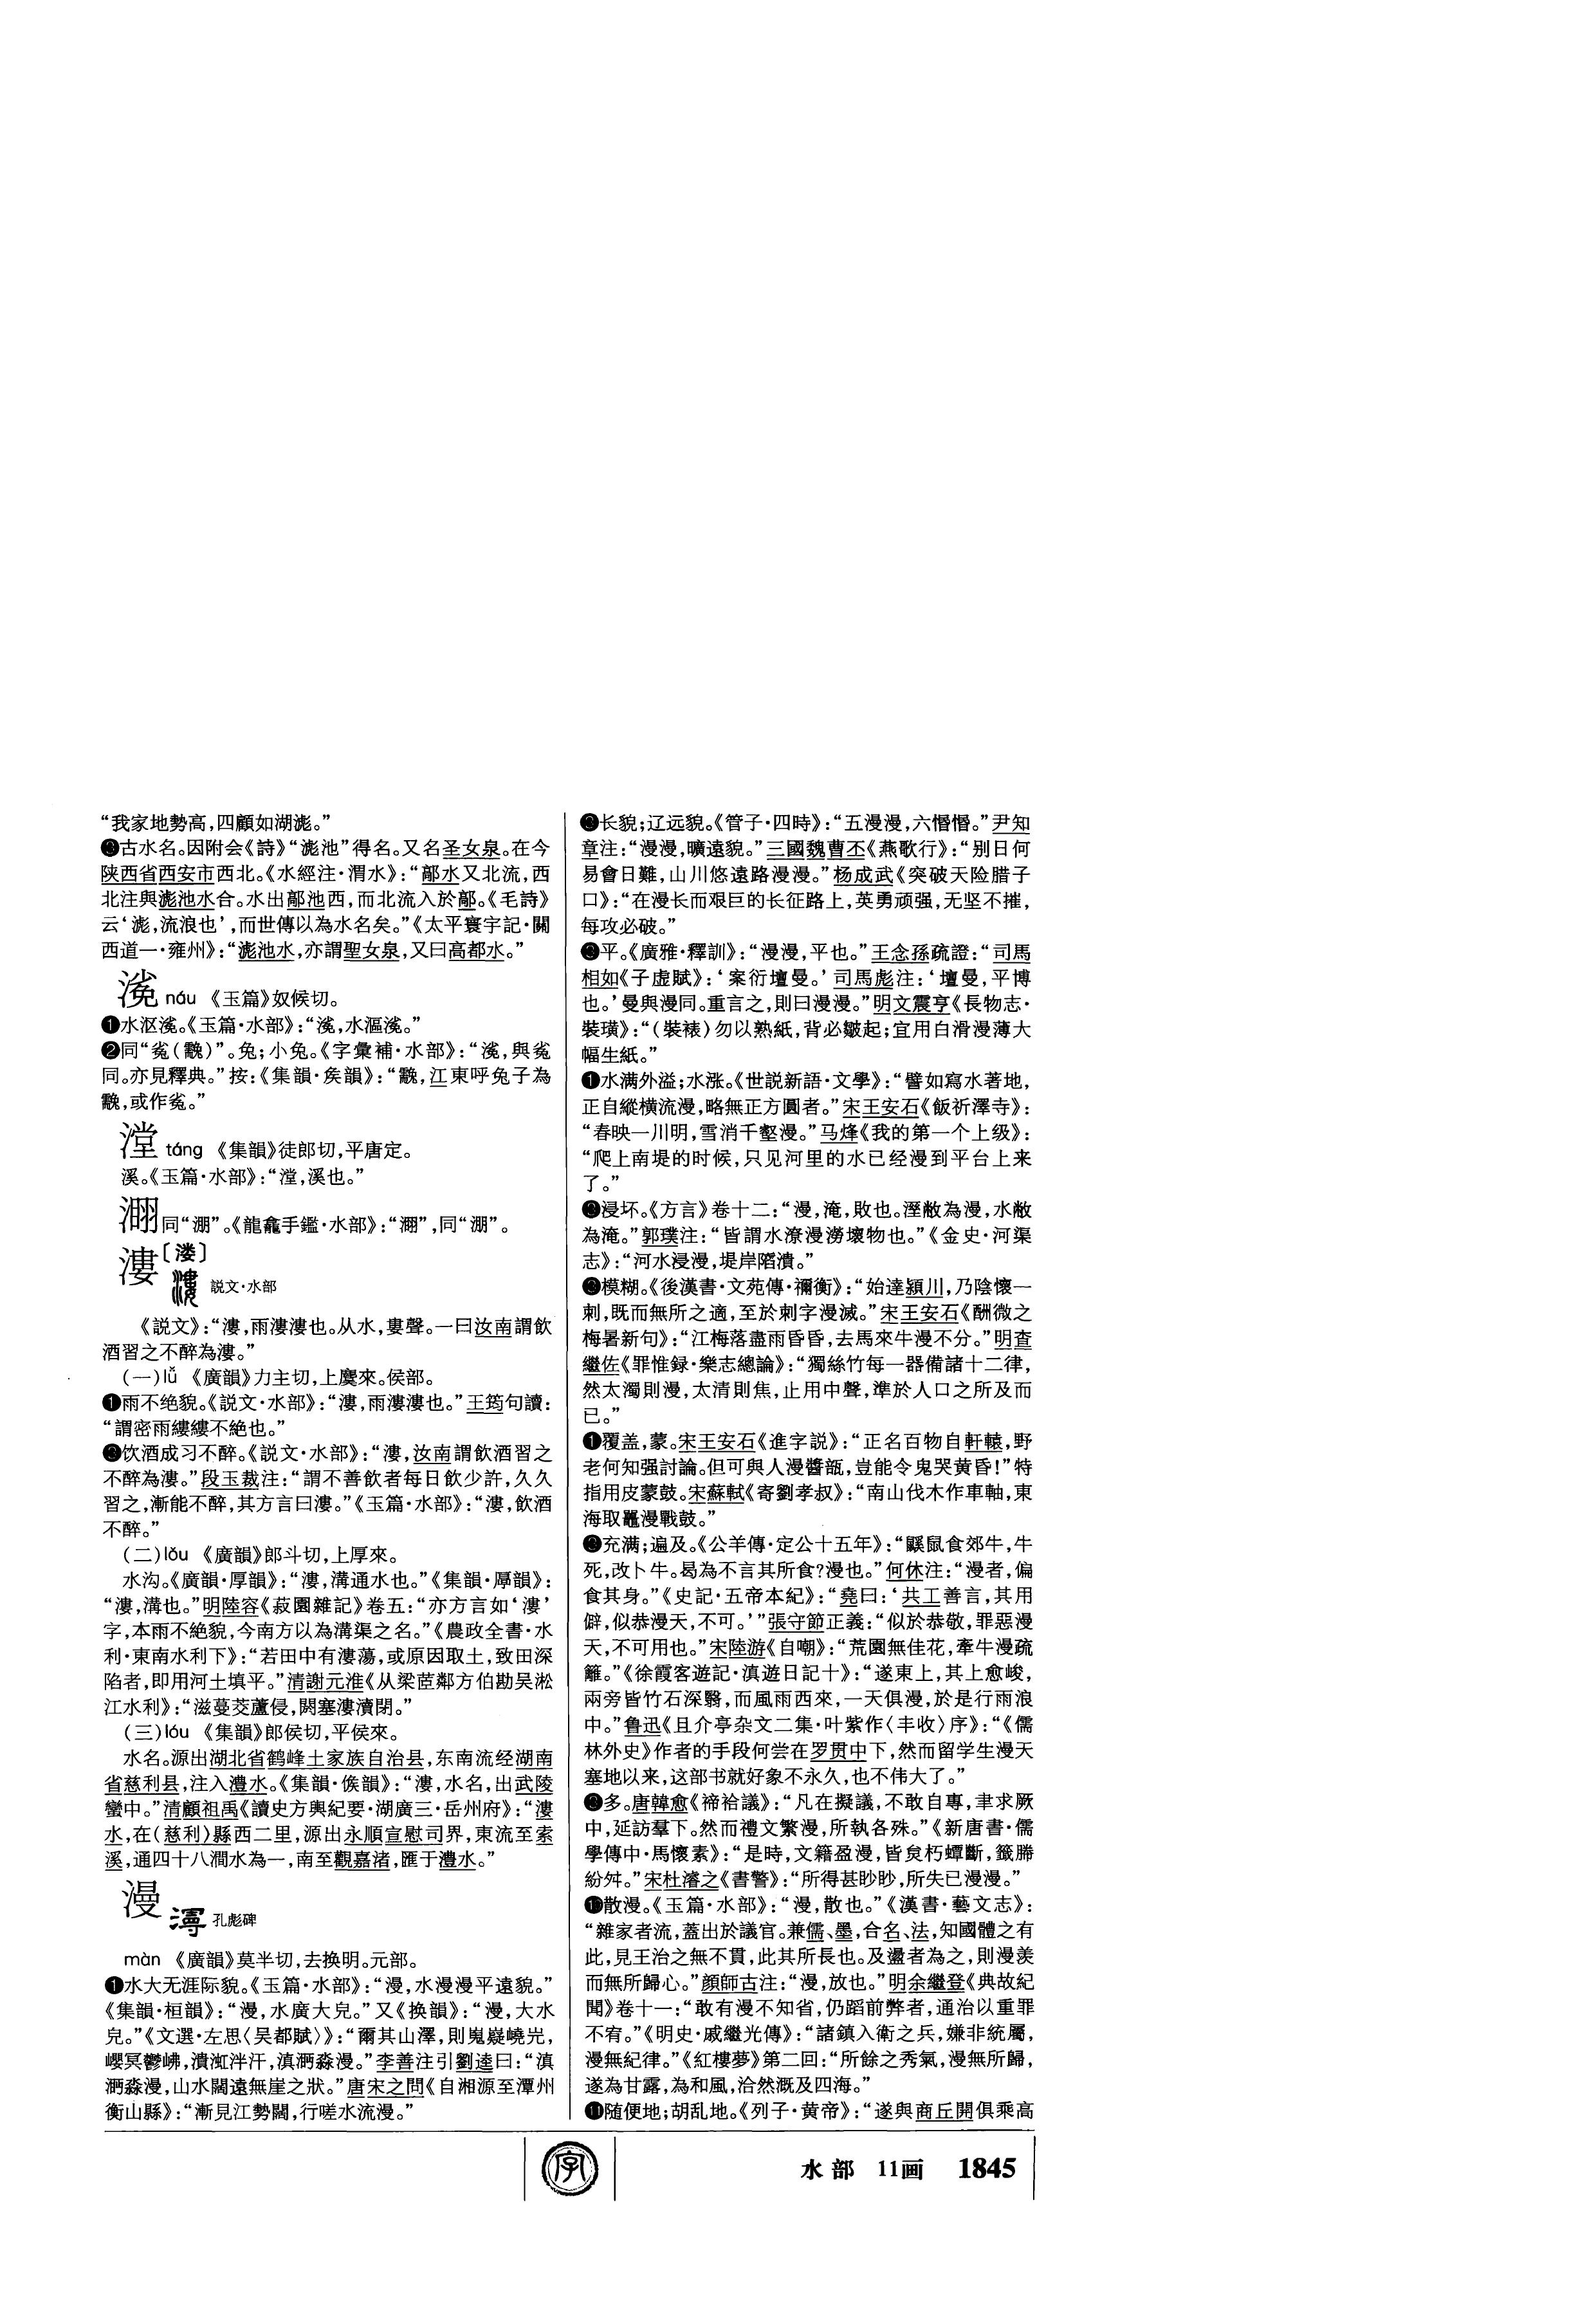 “我家地勢高，四顧如湖滮。”
❸古水名。因附会《詩》“滮池”得名。又名圣女泉。在今
陕西省西安市西北。《水經注·渭水》：“鄗水又北流，西
北注與滮池水合。水出鄗池西，而北流入於鄗。《毛詩》
云‘滮，流浪也’，而世傳以為水名矣。”《太平寰宇記·關
西道一·雍州》：“滮池水，亦謂聖女泉，又曰高都水。”
náu 《玉篇》奴候切。
❶水沤㳶。《玉篇·水部》：“，水漚。”
❷同“㲋（䨲）”。兔；小兔。《字彙補·水部》：“，與
同。亦見釋典。”按：《集韻·矦韻》：“，江東呼兔子為
，或作。”
漟 táng 《集韻》徒郎切，平唐定。
溪。《玉篇·水部》：“漟，溪也。”
同“淜”。《龍龕手鑑·水部》：“”，同“淜”。
漊〔溇〕
説文·水部
《説文》：“漊，雨漊漊也。从水，婁聲。一曰汝南謂飲
酒習之不醉為漊。”
（一）lǚ 《廣韻》力主切，上麌來。侯部。
❶雨不绝貌。《説文·水部》：“漊，雨漊漊也。”王筠句讀：
“謂密雨縷縷不絶也。”
饮酒成习不醉。《説文·水部》：“漊，汝南謂飲酒習之
不醉為漊。”段玉裁注：“謂不善飲者每日飲少許，久久
習之，漸能不醉，其方言曰漊。”《玉篇·水部》：“漊，飲酒
不醉。”
（二）lǒu 《廣韻》郎斗切，上厚來。
水沟。《廣韻·厚韻》：“漊，溝通水也。”《集韻·厚韻》：
“漊，溝也。”明陸容《菽園雜記》卷五：“亦方言如‘漊’
字，本雨不絶貌，今南方以為溝渠之名。”《農政全書·水
利·東南水利下》：“若田中有漊蕩，或原因取土，致田深
陷者，即用河土填平。”清謝元淮《从梁茝鄰方伯勘吴淞
江水利》：“滋蔓茭蘆侵，閼塞漊瀆閉。”
（三）lóu 《集韻》郎侯切，平侯來。
水名。源出湖北省鹤峰土家族自治县，东南流经湖南
省慈利县，注入澧水。《集韻·矦韻》：“漊，水名，出武陵
蠻中。”清顧祖禹《讀史方輿紀要·湖廣三·岳州府》：“漊
水，在（慈利）縣西二里，源出永順宣慰司界，東流至索
溪，通四十八澗水為一，南至觀嘉渚，匯于澧水。”
漫
孔彪碑
màn 《廣韻》莫半切，去换明。元部。
❶水大无涯际貌。《玉篇·水部》：“漫，水漫漫平遠貌。”
《集韻·桓韻》：“漫，水廣大皃。”又《换韻》：“漫，大水
皃。”《文選·左思〈吴都賦〉》：“爾其山澤，則嵬嶷嶢屼，
巊冥鬱岪，潰渱泮汗，滇㴐淼漫。”李善注引劉逵曰：“滇
㴐淼漫，山水闊遠無崖之狀。”唐宋之問《自湘源至潭州
衡山縣》：“漸見江勢闊，行嗟水流漫。”
长貌；辽远貌。《管子·四時》：“五漫漫，六惛惛。”尹知
章注：“漫漫，曠遠貌。”三國魏曹丕《燕歌行》：“别日何
易會日難，山川悠遠路漫漫。”杨成武《突破天险腊子
口》：“在漫长而艰巨的长征路上，英勇顽强，无坚不摧，
每攻必破。”
平。《廣雅·釋訓》：“漫漫，平也。”王念孫疏證：“司馬
相如《子虚賦》：‘案衍壇曼。’司馬彪注：‘壇曼，平博
也。’曼與漫同。重言之，則曰漫漫。”明文震亨《長物志·
裝璜》：“（裝褾）勿以熟紙，背必皺起；宜用白滑漫薄大
幅生紙。”
水满外溢；水涨。《世説新語·文學》：“譬如寫水著地，
正自縱横流漫，略無正方圓者。”宋王安石《飯祈澤寺》：
“春映一川明，雪消千壑漫。”马烽《我的第一个上级》：
“爬上南堤的时候，只见河里的水已经漫到平台上来
了。”
浸坏。《方言》卷十二：“漫，淹，敗也。溼敝為漫，水敝
為淹。”郭璞注：“皆謂水潦漫澇壞物也。”《金史·河渠
志》：“河水浸漫，堤岸陷潰。”
模糊。《後漢書·文苑傳·禰衡》：“始達潁川，乃陰懷一
刺，既而無所之適，至於刺字漫滅。”宋王安石《酬微之
梅暑新句》：“江梅落盡雨昏昏，去馬來牛漫不分。”明查
繼佐《罪惟録·樂志總論》：“獨絲竹每一器備諸十二律，
然太濁則漫，太清則焦，止用中聲，準於人口之所及而
已。”
覆盖，蒙。宋王安石《進字説》：“正名百物自軒轅，野
老何知强討論。但可與人漫醬瓿，豈能令鬼哭黄昏！”特
指用皮蒙鼓。宋蘇軾《寄劉孝叔》：“南山伐木作車軸，東
海取鼉漫戰鼓。”
充满；遍及。《公羊傳·定公十五年》：“鼷鼠食郊牛，牛
死，改卜牛。曷為不言其所食？漫也。”何休注：“漫者，徧
食其身。”《史記·五帝本紀》：“堯曰：‘共工善言，其用
僻，似恭漫天，不可。’”張守節正義：“似於恭敬，罪惡漫
天，不可用也。”宋陸游《自嘲》：“荒園無佳花，牽牛漫疏
籬。”《徐霞客遊記·滇遊日記十》：“遂東上，其上愈峻，
兩旁皆竹石深翳，而風雨西來，一天俱漫，於是行雨浪
中。”鲁迅《且介亭杂文二集·叶紫作〈丰收〉序》：“《儒
林外史》作者的手段何尝在罗贯中下，然而留学生漫天
塞地以来，这部书就好象不永久，也不伟大了。”
多。唐韓愈《禘祫議》：“凡在擬議，不敢自專，聿求厥
中，延訪羣下。然而禮文繁漫，所執各殊。”《新唐書·儒
學傳中·馬懷素》：“是時，文籍盈漫，皆炱朽蟫斷，籤縢
紛舛。”宋杜濬之《書警》：“所得甚眇眇，所失已漫漫。”
❿散漫。《玉篇·水部》：“漫，散也。”《漢書·藝文志》：
“雜家者流，蓋出於議官。兼儒、墨，合名、法，知國體之有
此，見王治之無不貫，此其所長也。及盪者為之，則漫羨
而無所歸心。”顔師古注：“漫，放也。”明余繼登《典故紀
聞》卷十一：“敢有漫不知省，仍蹈前弊者，通治以重罪
不宥。”《明史·戚繼光傳》：“諸鎮入衛之兵，嫌非統屬，
漫無紀律。”《紅樓夢》第二回：“所餘之秀氣，漫無所歸，
遂為甘露，為和風，洽然溉及四海。”
⓫随便地；胡乱地。《列子·黄帝》：“遂與商丘開俱乘高
字
水部 11画 1845